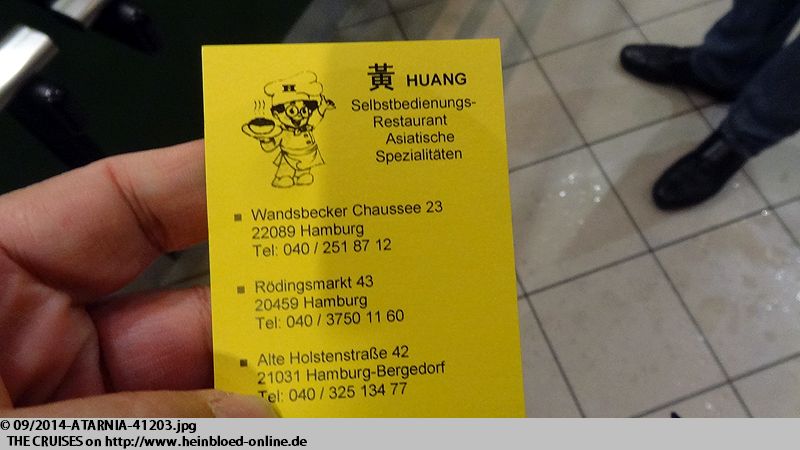 H
黃 HUANG
Selbstbedienungs-
Restaurant
Asiatische
Spezialitäten
Wandsbecker Chaussee 23
22089 Hamburg
Tel: 040 / 251 87 12
Rödingsmarkt 43
20459 Hamburg
Tel: 040 / 3750 11 60
Alte Holstenstraße 42
21031 Hamburg-Bergedorf
Tel: 040 / 325 134 77
© 09/2014-ATARNIA-41203.jpg
THE CRUISES on http://www.heinbloed-online.de